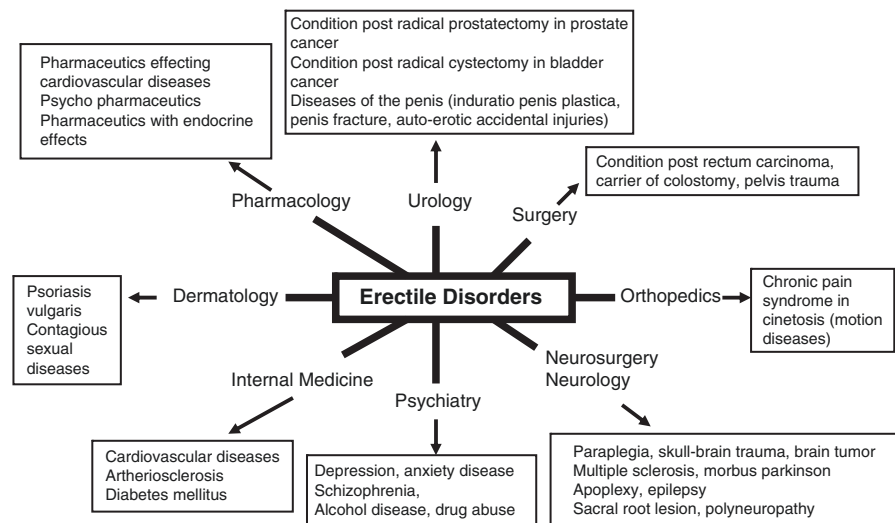 Pharmaceutics effecting
cardiovascular diseases
Psycho pharmaceutics
Pharmaceutics with endocrine
effects
Condition post radical prostatectomy in prostate
cancer
Condition post radical cystectomy in bladder
cancer
Diseases of the penis (induratio penis plastica,
penis fracture, auto-erotic accidental injuries)
Condition post rectum carcinoma,
carrier of colostomy, pelvis trauma
Pharmacology
Urology
Surgery
Psoriasis
vulgaris
Contagious
sexual
diseases
Dermatology
Erectile Disorders
Orthopedics
Chronic pain
syndrome in
cinetosis (motion
diseases)
Internal Medicine
Psychiatry
Neurosurgery
Neurology
Cardiovascular diseases
Artheriosclerosis
Diabetes mellitus
Depression, anxiety disease
Schizophrenia,
Alcohol disease, drug abuse
Paraplegia, skull-brain trauma, brain tumor
Multiple sclerosis, morbus parkinson
Apoplexy, epilepsy
Sacral root lesion, polyneuropathy